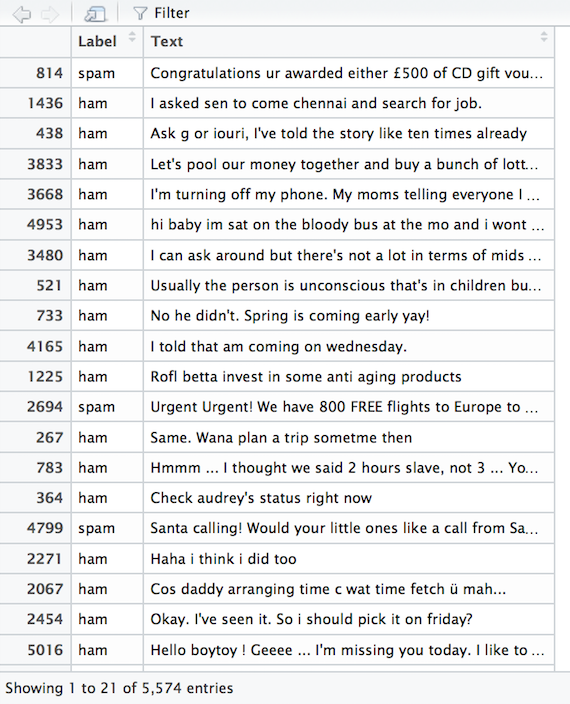 Filter
Label Text
814 spam Congratulations ur awarded either £500 of CD gift vou...
1436 ham I asked sen to come chennai and search for job.
438 ham Ask g or iouri, I've told the story like ten times already
3833 ham Let's pool our money together and buy a bunch of lott...
3668 ham I'm turning off my phone. My moms telling everyone I ...
4953 ham hi baby im sat on the bloody bus at the mo and i wont ...
3480 ham I can ask around but there's not a lot in terms of mids ...
521 ham Usually the person is unconscious that's in children bu...
733 ham No he didn't. Spring is coming early yay!
4165 ham I told that am coming on wednesday.
1225 ham Rofl betta invest in some anti aging products
2694 spam Urgent Urgent! We have 800 FREE flights to Europe to ...
267 ham Same. Wana plan a trip sometme then
783 ham Hmmm ... I thought we said 2 hours slave, not 3 ... Yo...
364 ham Check audrey's status right now
4799 spam Santa calling! Would your little ones like a call from Sa...
2271 ham Haha i think i did too
2067 ham Cos daddy arranging time c wat time fetch ü mah...
2454 ham Okay. I've seen it. So i should pick it on friday?
5016 ham Hello boytoy ! Geeee ... I'm missing you today. I like to ...
Showing 1 to 21 of 5,574 entries